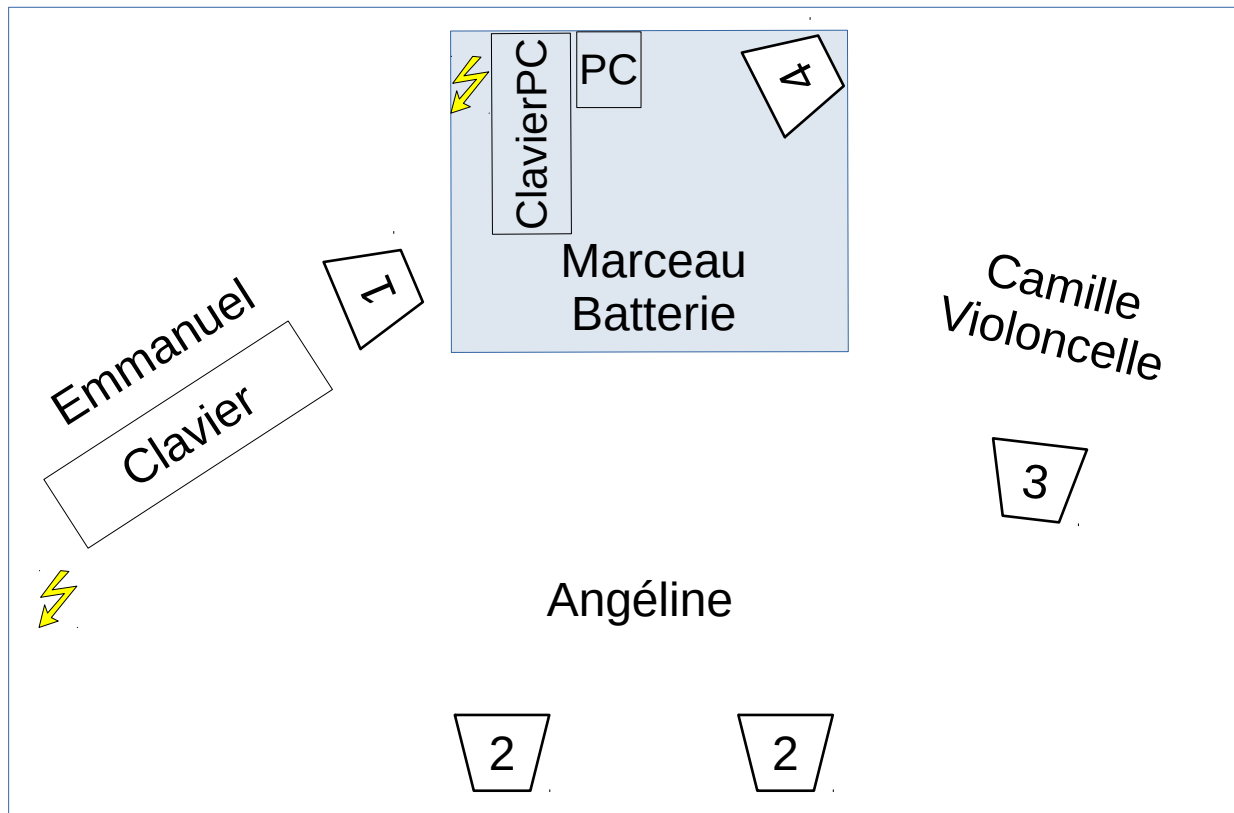 ClavierPC
PC
4
Marceau
Batterie
Emmanuel
Clavier
1
Camille
Violoncelle
3
Angéline
2
2